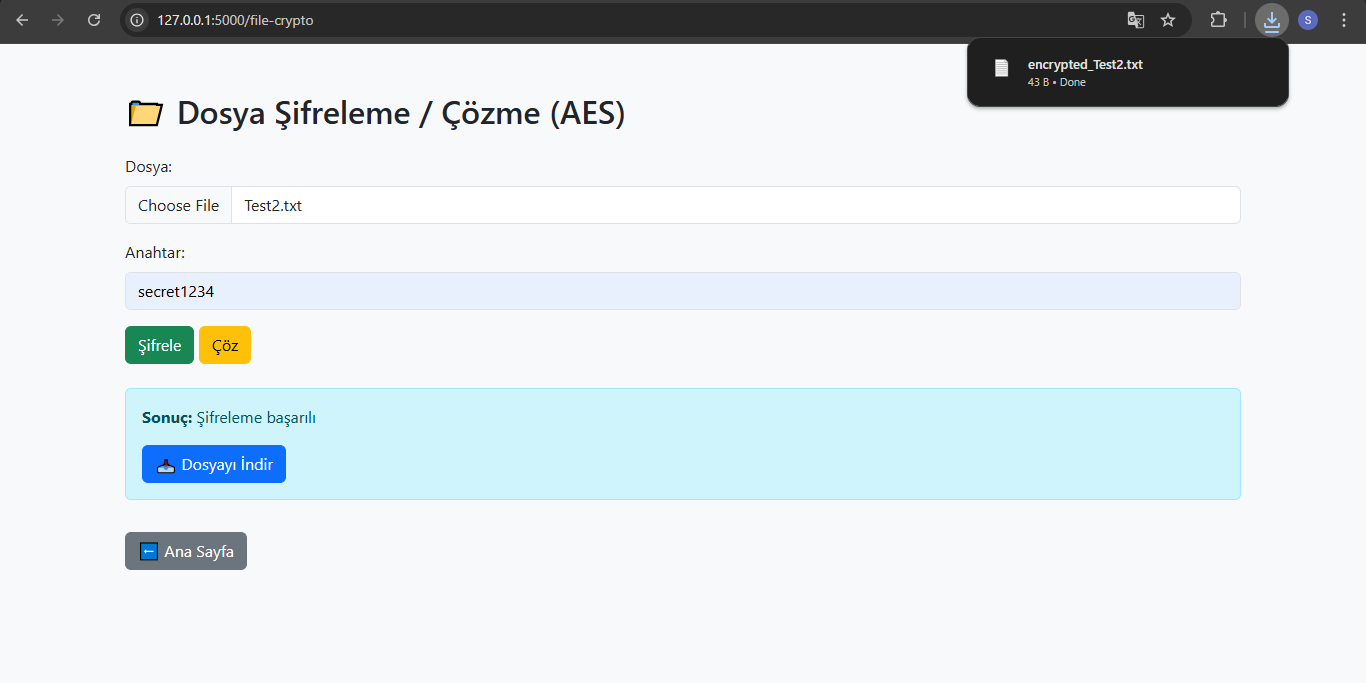 127.0.0.1:5000/file-crypto
S
encrypted_Test2.txt
43 B • Done
Dosya Şifreleme / Çözme (AES)
Dosya:
Choose File Test2.txt
Anahtar:
secret1234
Şifrele Çöz
Sonuç: Şifreleme başarılı
Dosyayı İndir
Ana Sayfa